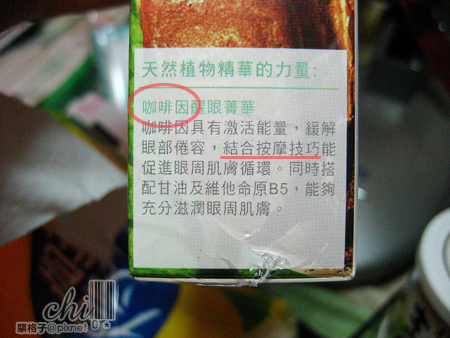 天然植物精華的力量:
咖啡因醒眼菁華
咖啡因具有激活能量，緩解
眼部倦容，結合按摩技巧能
促進眼周肌膚循環。同時搭
配甘油及維他命原B5，能夠
充分滋潤眼周肌膚。
chi
騏格子@pixnet